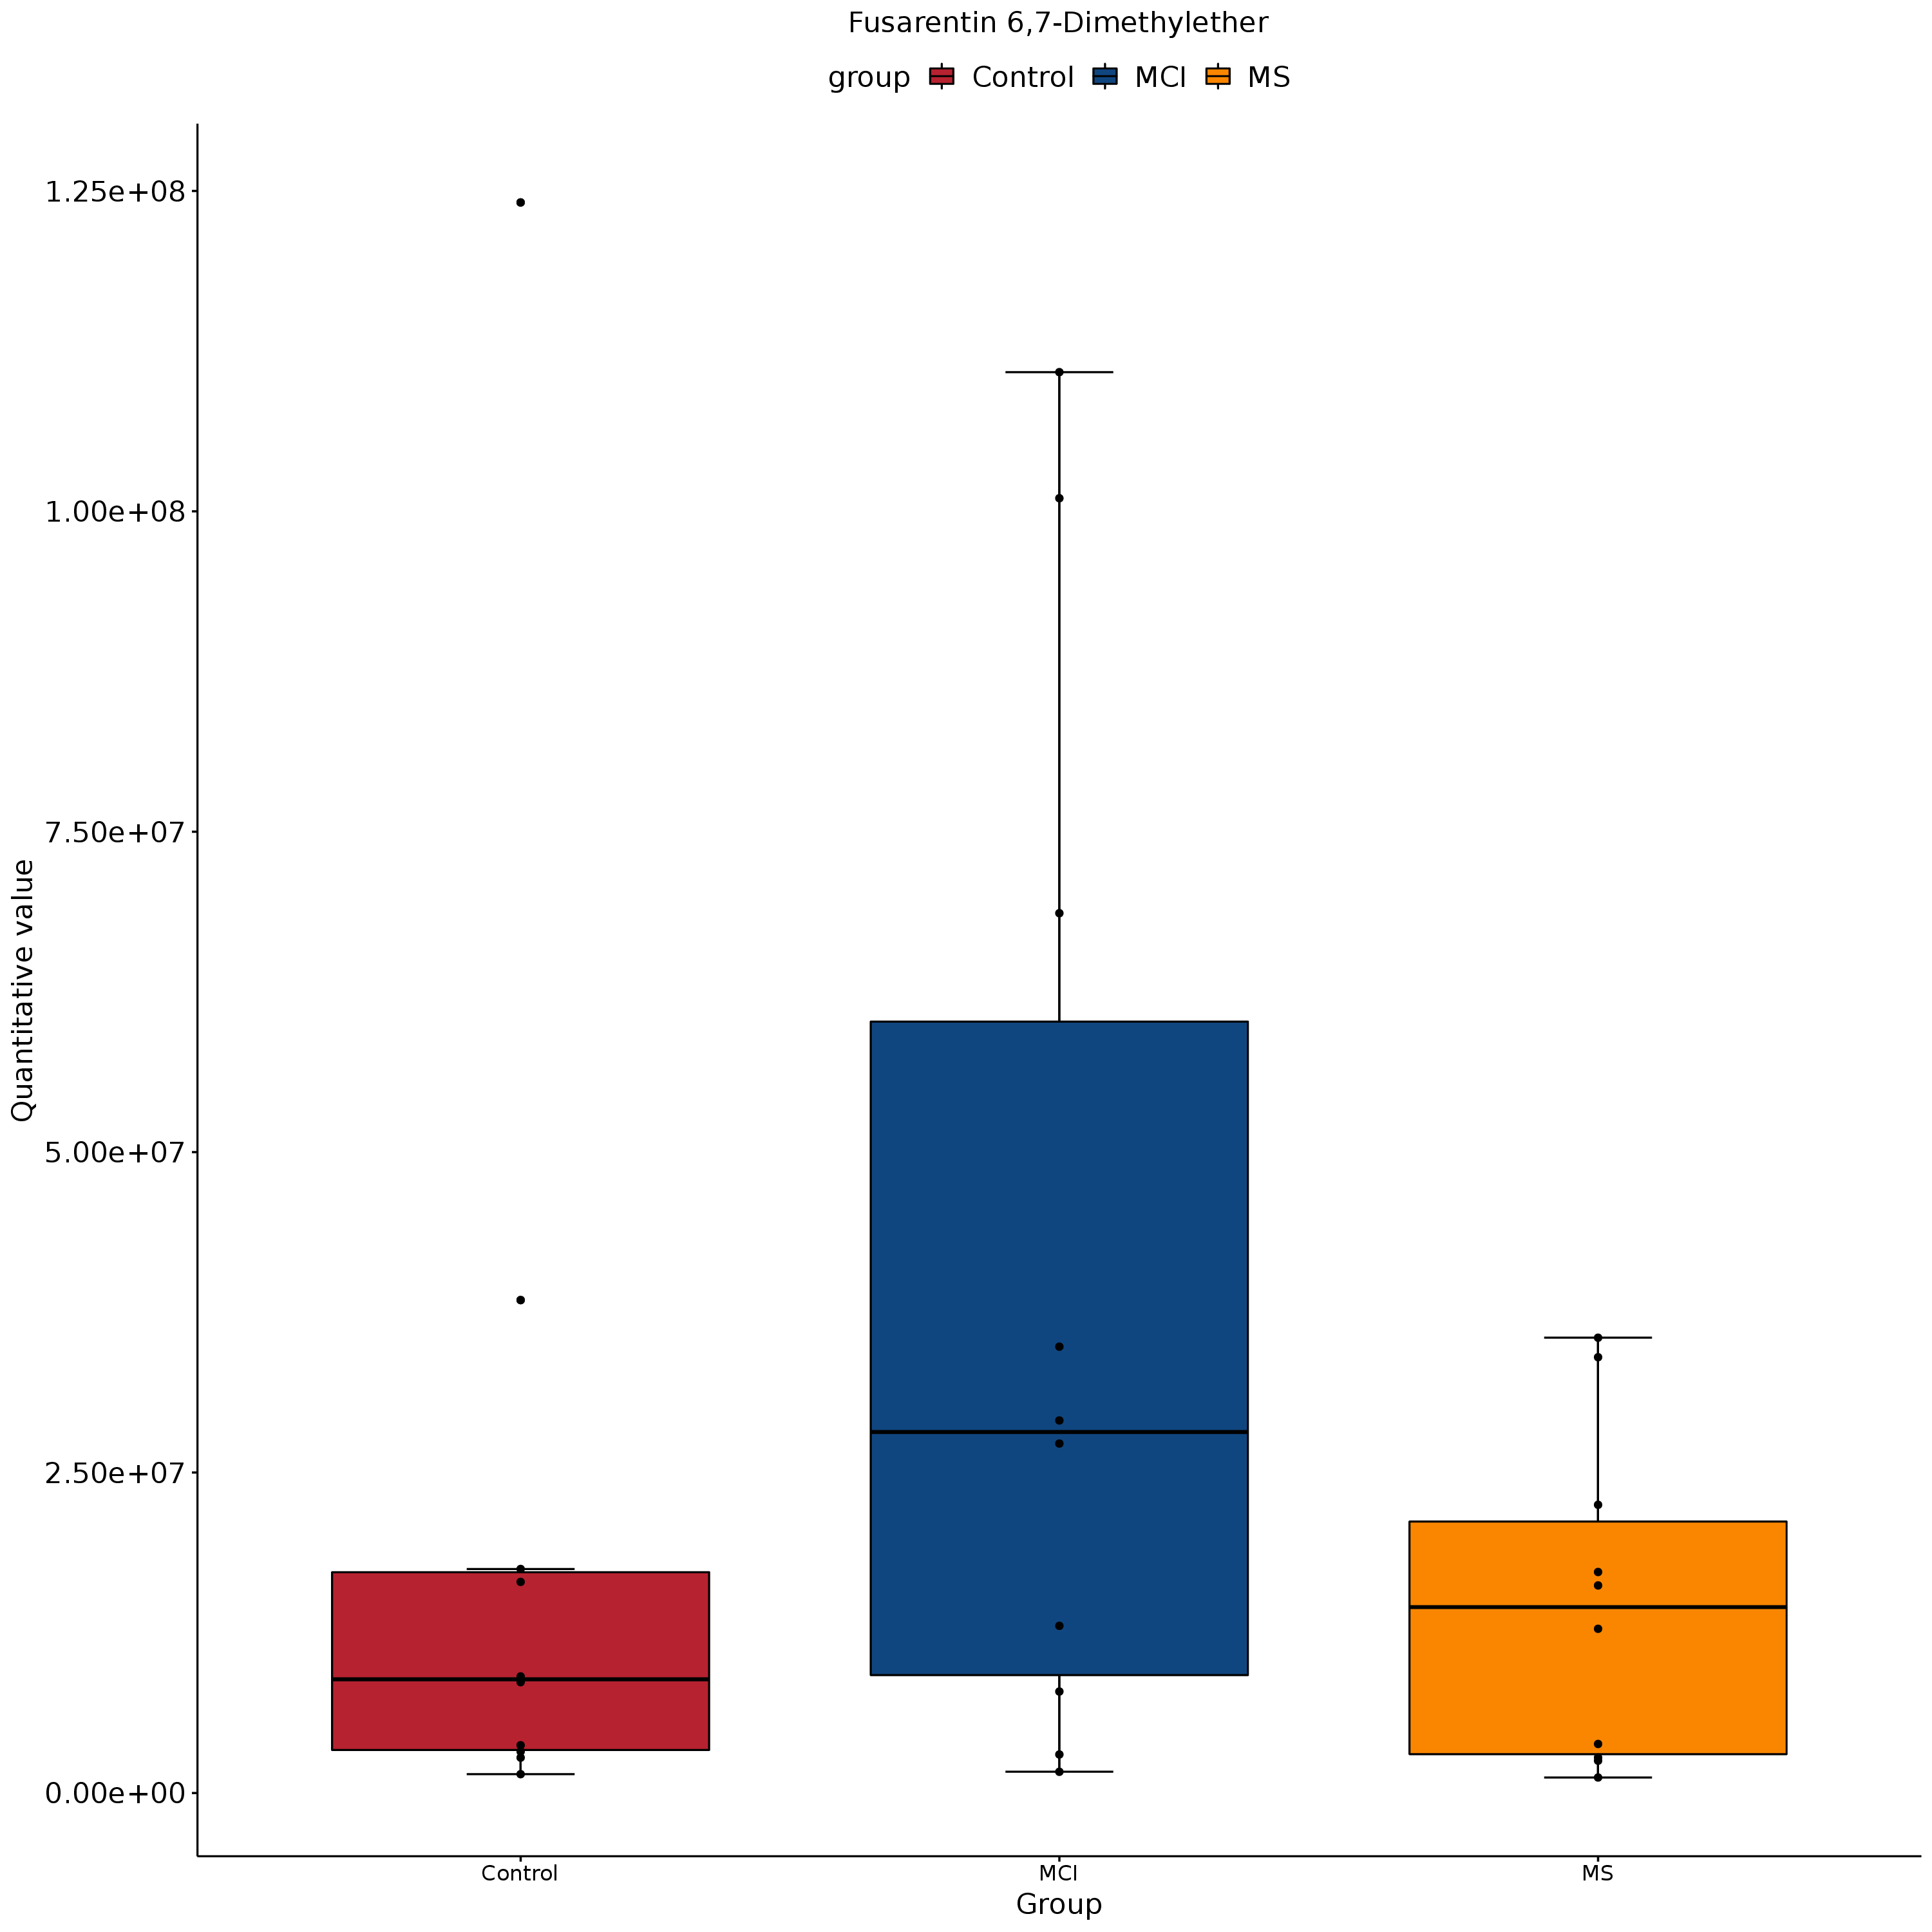 Fusarentin 6,7-Dimethylether
group Control MCI MS
1.25e+08
1.00e+08
7.50e+07
5.00e+07
2.50e+07
0.00e+00
Quantitative value
Control MCI MS
Group